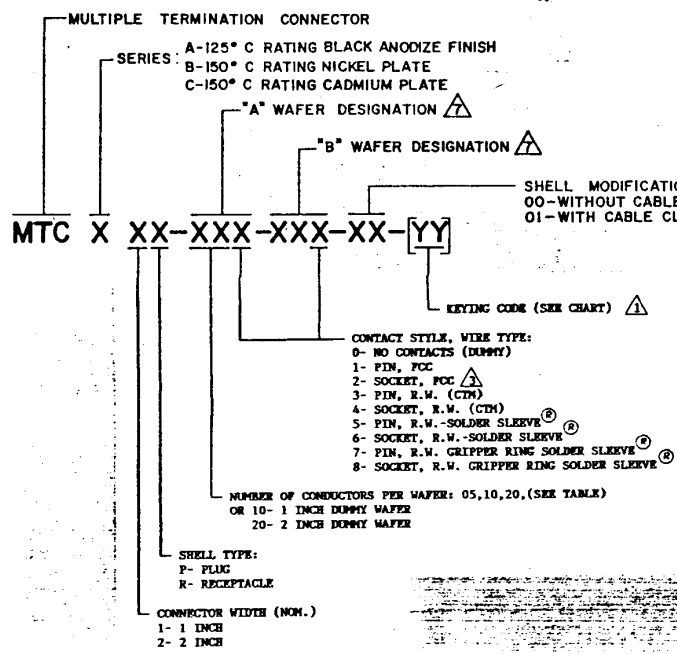 MULTIPLE TERMINATION CONNECTOR
SERIES: A-125° C RATING BLACK ANODIZE FINISH
B-150° C RATING NICKEL PLATE
C-150° C RATING CADMIUM PLATE
"A" WAFER DESIGNATION 7
"B" WAFER DESIGNATION 7
SHELL MODIFICATI
00-WITHOUT CABLE
01-WITH CABLE CL
MTC X XX-XXX-XXX-XX-[YY]
KEYING CODE (SEE CHART) 1
CONTACT STYLE, WIRE TYPE:
0- NO CONTACTS (DUMMY)
1- PIN, FCC
2- SOCKET, FCC 3
3- PIN, R.W. (CTM)
4- SOCKET, R.W. (CTM)
5- PIN, R.W.-SOLDER SLEEVE ®
6- SOCKET, R.W.-SOLDER SLEEVE ®
7- PIN, R.W. GRIPPER RING SOLDER SLEEVE ®
8- SOCKET, R.W. GRIPPER RING SOLDER SLEEVE ®
NUMBER OF CONDUCTORS PER WAFER: 05,10,20,(SEE TABLE)
OR 10- 1 INCH DUMMY WAFER
20- 2 INCH DUMMY WAFER
SHELL TYPE:
P- PLUG
R- RECEPTACLE
CONNECTOR WIDTH (NOM.)
1- 1 INCH
2- 2 INCH